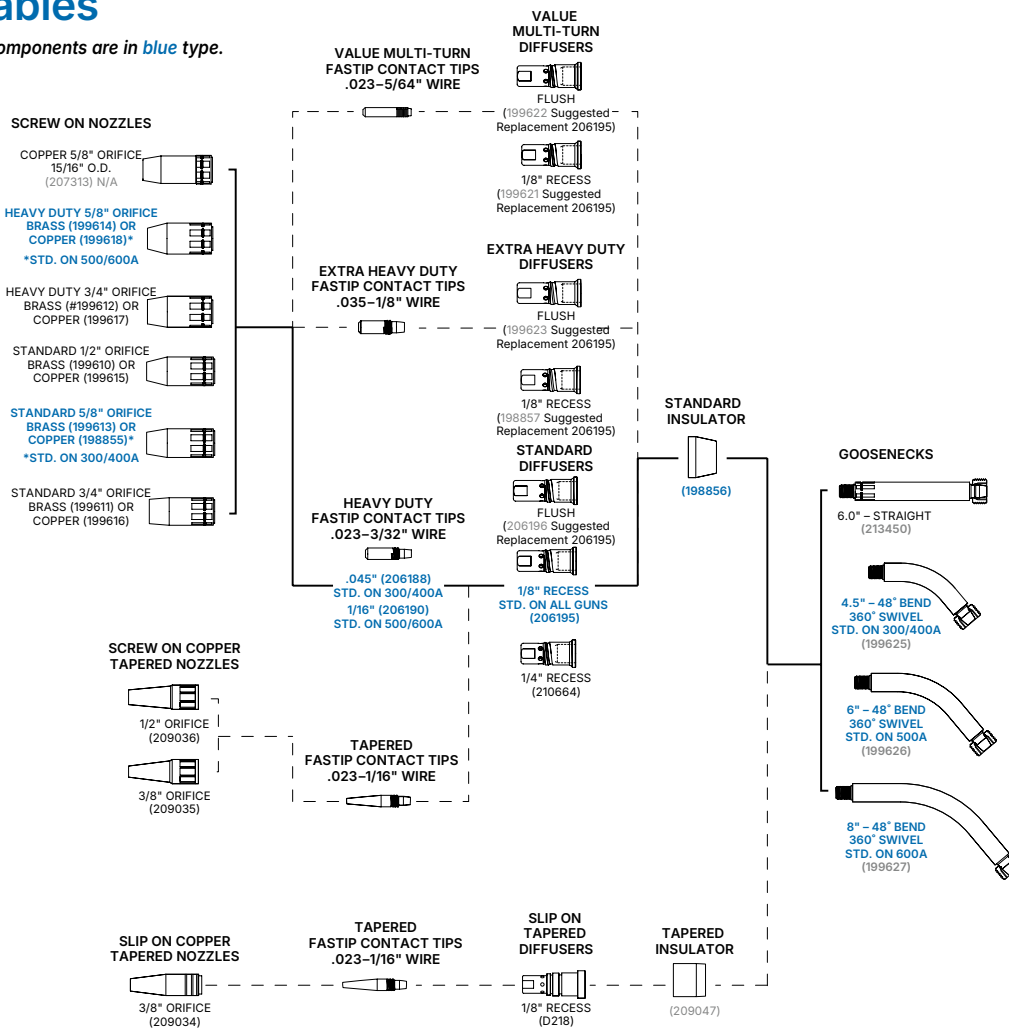 omponents are in blue type.
SCREW ON NOZZLES
COPPER 5/8" ORIFICE
15/16" O.D.
(207313) N/A
HEAVY DUTY 5/8" ORIFICE
BRASS (199614) OR
COPPER (199618)*
*STD. ON 500/600A
HEAVY DUTY 3/4" ORIFICE
BRASS (#199612) OR
COPPER (199617)
STANDARD 1/2" ORIFICE
BRASS (199610) OR
COPPER (199615)
STANDARD 5/8" ORIFICE
BRASS (199613) OR
COPPER (198855)*
*STD. ON 300/400A
STANDARD 3/4" ORIFICE
BRASS (199611) OR
COPPER (199616)
VALUE MULTI-TURN
FASTIP CONTACT TIPS
.023–5/64" WIRE
VALUE
MULTI-TURN
DIFFUSERS
FLUSH
(199622 Suggested
Replacement 206195)
1/8" RECESS
(199621 Suggested
Replacement 206195)
EXTRA HEAVY DUTY
FASTIP CONTACT TIPS
.035–1/8" WIRE
EXTRA HEAVY DUTY
DIFFUSERS
FLUSH
(199623 Suggested
Replacement 206195)
1/8" RECESS
(198857 Suggested
Replacement 206195)
HEAVY DUTY
FASTIP CONTACT TIPS
.023–3/32" WIRE
.045" (206188)
STD. ON 300/400A
1/16" (206190)
STD. ON 500/600A
STANDARD
DIFFUSERS
FLUSH
(206196 Suggested
Replacement 206195)
1/8" RECESS
STD. ON ALL GUNS
(206195)
1/4" RECESS
(210664)
STANDARD
INSULATOR
(198856)
GOOSENECKS
6.0" – STRAIGHT
(213450)
4.5" – 48° BEND
360° SWIVEL
STD. ON 300/400A
(199625)
6" – 48° BEND
360° SWIVEL
STD. ON 500A
(199626)
8" – 48° BEND
360° SWIVEL
STD. ON 600A
(199627)
SCREW ON COPPER
TAPERED NOZZLES
1/2" ORIFICE
(209036)
3/8" ORIFICE
(209035)
TAPERED
FASTIP CONTACT TIPS
.023–1/16" WIRE
SLIP ON COPPER
TAPERED NOZZLES
3/8" ORIFICE
(209034)
TAPERED
FASTIP CONTACT TIPS
.023–1/16" WIRE
SLIP ON
TAPERED
DIFFUSERS
1/8" RECESS
(D218)
TAPERED
INSULATOR
(209047)